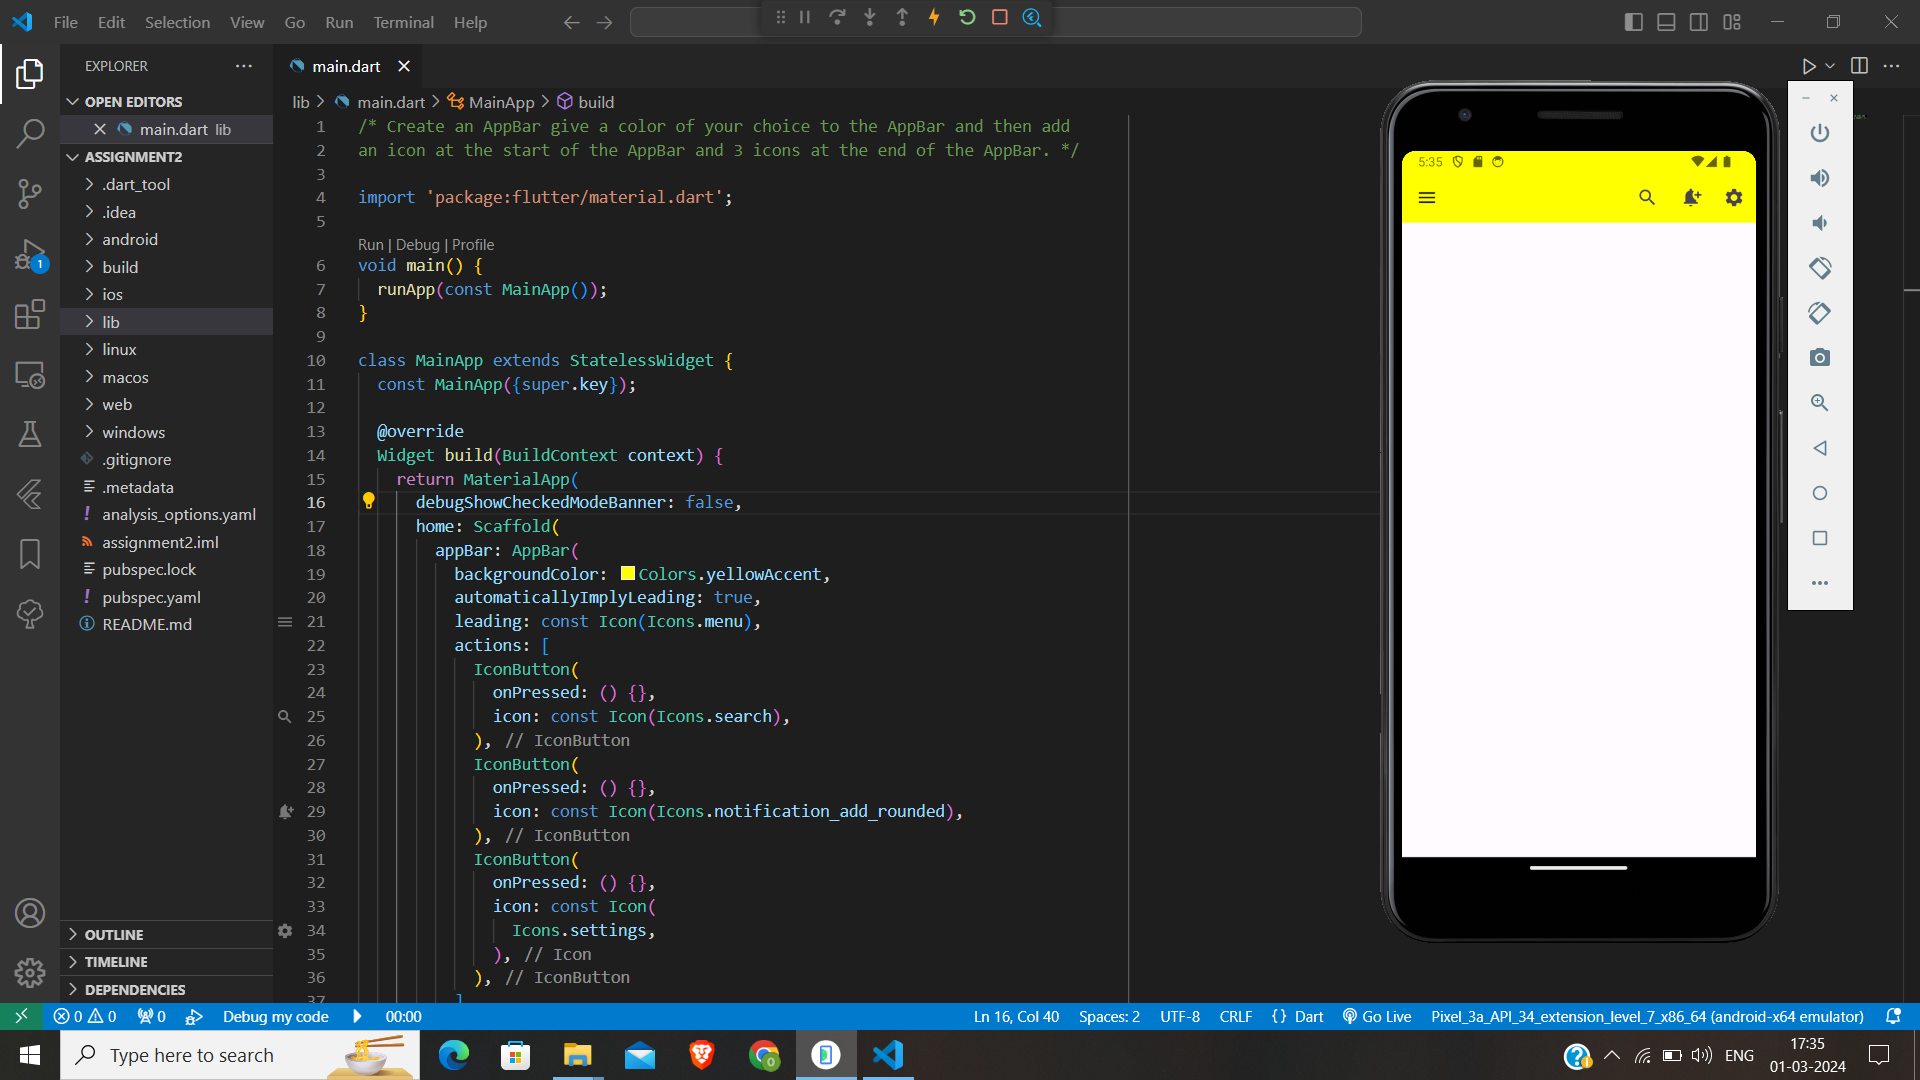 File Edit Selection View Go Run Terminal Help
EXPLORER
OPEN EDITORS
main.dart lib
ASSIGNMENT2
.dart_tool
.idea
android
build
ios
lib
linux
macos
web
windows
.gitignore
.metadata
analysis_options.yaml
assignment2.iml
pubspec.lock
pubspec.yaml
README.md
OUTLINE
TIMELINE
DEPENDENCIES
1
main.dart
lib > main.dart > MainApp > build
1 /* Create an AppBar give a color of your choice to the AppBar and then add
2 an icon at the start of the AppBar and 3 icons at the end of the AppBar. */
3
4 import 'package:flutter/material.dart';
5
Run | Debug | Profile
6 void main() {
7 runApp(const MainApp());
8 }
9
10 class MainApp extends StatelessWidget {
11 const MainApp({super.key});
12
13 @override
14 Widget build(BuildContext context) {
15 return MaterialApp(
16 debugShowCheckedModeBanner: false,
17 home: Scaffold(
18 appBar: AppBar(
19 backgroundColor: Colors.yellowAccent,
20 automaticallyImplyLeading: true,
21 leading: const Icon(Icons.menu),
22 actions: [
23 IconButton(
24 onPressed: () {},
25 icon: const Icon(Icons.search),
26 ), // IconButton
27 IconButton(
28 onPressed: () {},
29 icon: const Icon(Icons.notification_add_rounded),
30 ), // IconButton
31 IconButton(
32 onPressed: () {},
33 icon: const Icon(
34 Icons.settings,
35 ), // Icon
36 ), // IconButton
37 ]
5:35
0 0 0 Debug my code 00:00 Ln 16, Col 40 Spaces: 2 UTF-8 CRLF {} Dart Go Live Pixel_3a_API_34_extension_level_7_x86_64 (android-x64 emulator)
Type here to search
ENG
17:35
01-03-2024